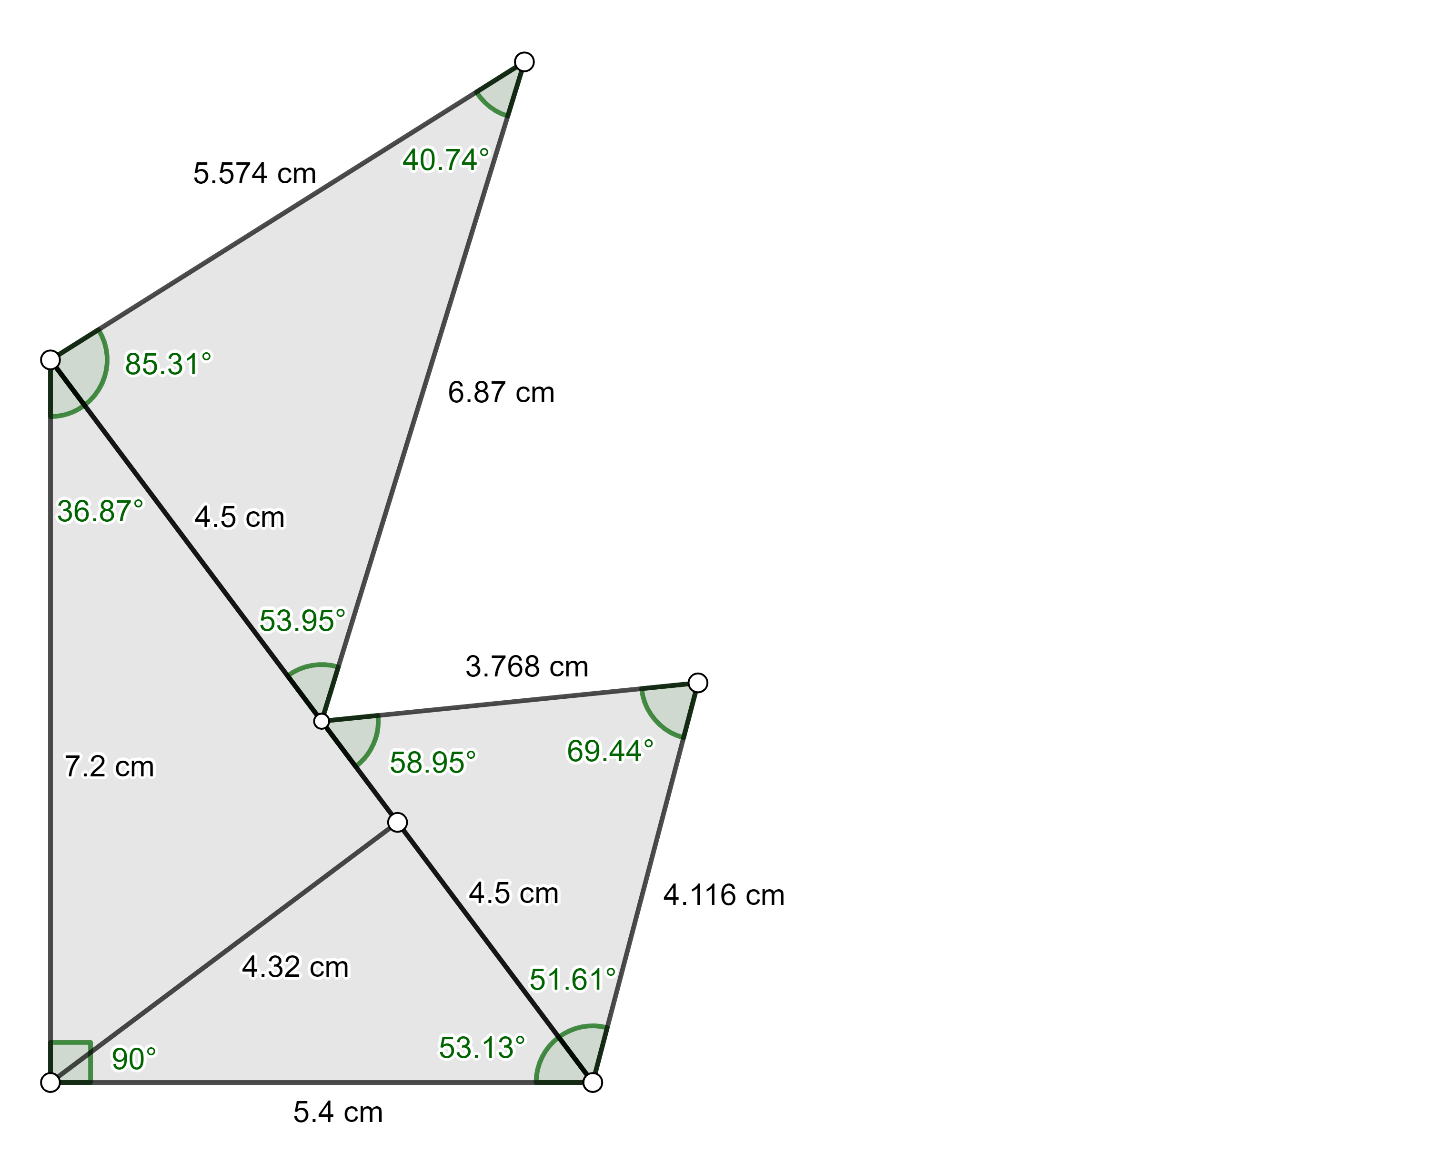 40.74°
5.574 cm
85.31°
6.87 cm
36.87°
4.5 cm
53.95°
3.768 cm
69.44°
58.95°
7.2 cm
4.5 cm
4.116 cm
4.32 cm
51.61°
53.13°
90°
5.4 cm